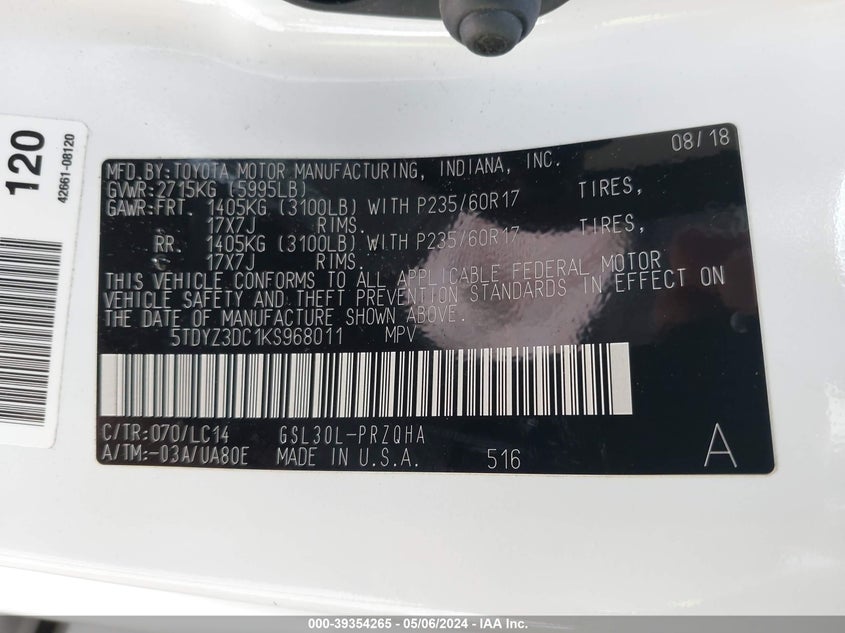 120
42661-08120
08/18
MFD.BY:TOYOTA MOTOR MANUFACTURING, INDIANA, INC.
GVWR:2715KG (5995LB)
GAWR:FRT. 1405KG (3100LB) WITH P235/60R17 TIRES,
17X7J RIMS.
RR. 1405KG (3100LB) WITH P235/60R17 TIRES,
17X7J RIMS.
THIS VEHICLE CONFORMS TO ALL APPLICABLE FEDERAL MOTOR
VEHICLE SAFETY AND THEFT PREVENTION STANDARDS IN EFFECT ON
THE DATE OF MANUFACTURE SHOWN ABOVE.
5TDYZ3DC1KS968011 MPV
C/TR:070/LC14 GSL30L-PRZQHA
A/TM:-03A/UA80E MADE IN U.S.A. 516 A
000-39354265 - 05/06/2024 - © IAA Holdings, LLC